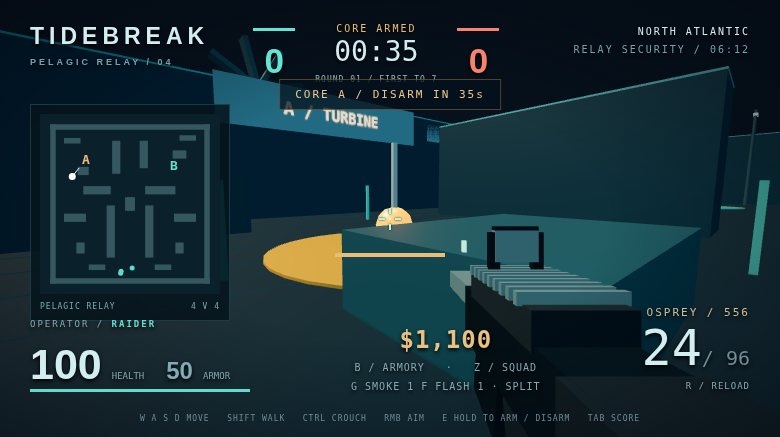 TIDEBREAK
PELAGIC RELAY / 04
CORE ARMED
0
00:35
0
ROUND 01 / FIRST TO 7
CORE A / DISARM IN 35s
NORTH ATLANTIC
RELAY SECURITY / 06:12
A / TURBINE
A
B
PELAGIC RELAY
4 V 4
OPERATOR / RAIDER
100 HEALTH 50 ARMOR
$1,100
B / ARMORY · Z / SQUAD
G SMOKE 1 F FLASH 1 · SPLIT
OSPREY / 556
24 / 96
R / RELOAD
W A S D MOVE SHIFT WALK CTRL CROUCH RMB AIM E HOLD TO ARM / DISARM TAB SCORE